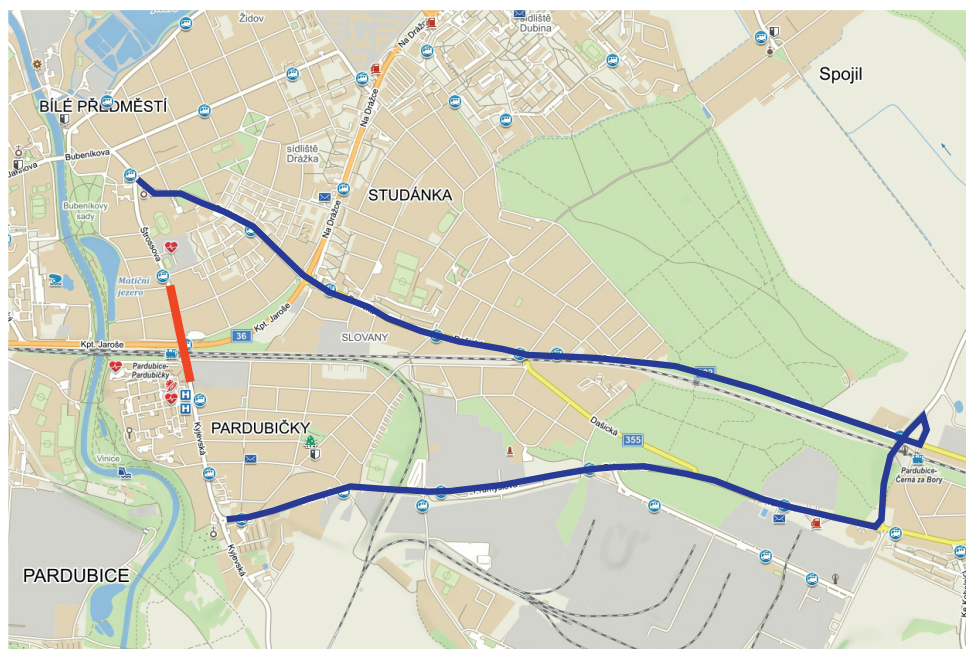 Židov
Na Drážce
sídliště
Dubina
Spojil
BÍLÉ PŘEDMĚSTÍ
Na Drážce
sídliště
Drážka
Bubeníkova
STUDÁNKA
Bubeníkovy
sady
Na Drážce
Štrossova
Matiční
jezero
Kpt. Jaroše
36
SLOVANY
Kpt. Jaroše
Pardubice-
Pardubičky
H
H
PARDUBIČKY
Dašická
355
Kyjevská
Vinice
Pardubice-
Černá za Bory
PARDUBICE
Kyjevská